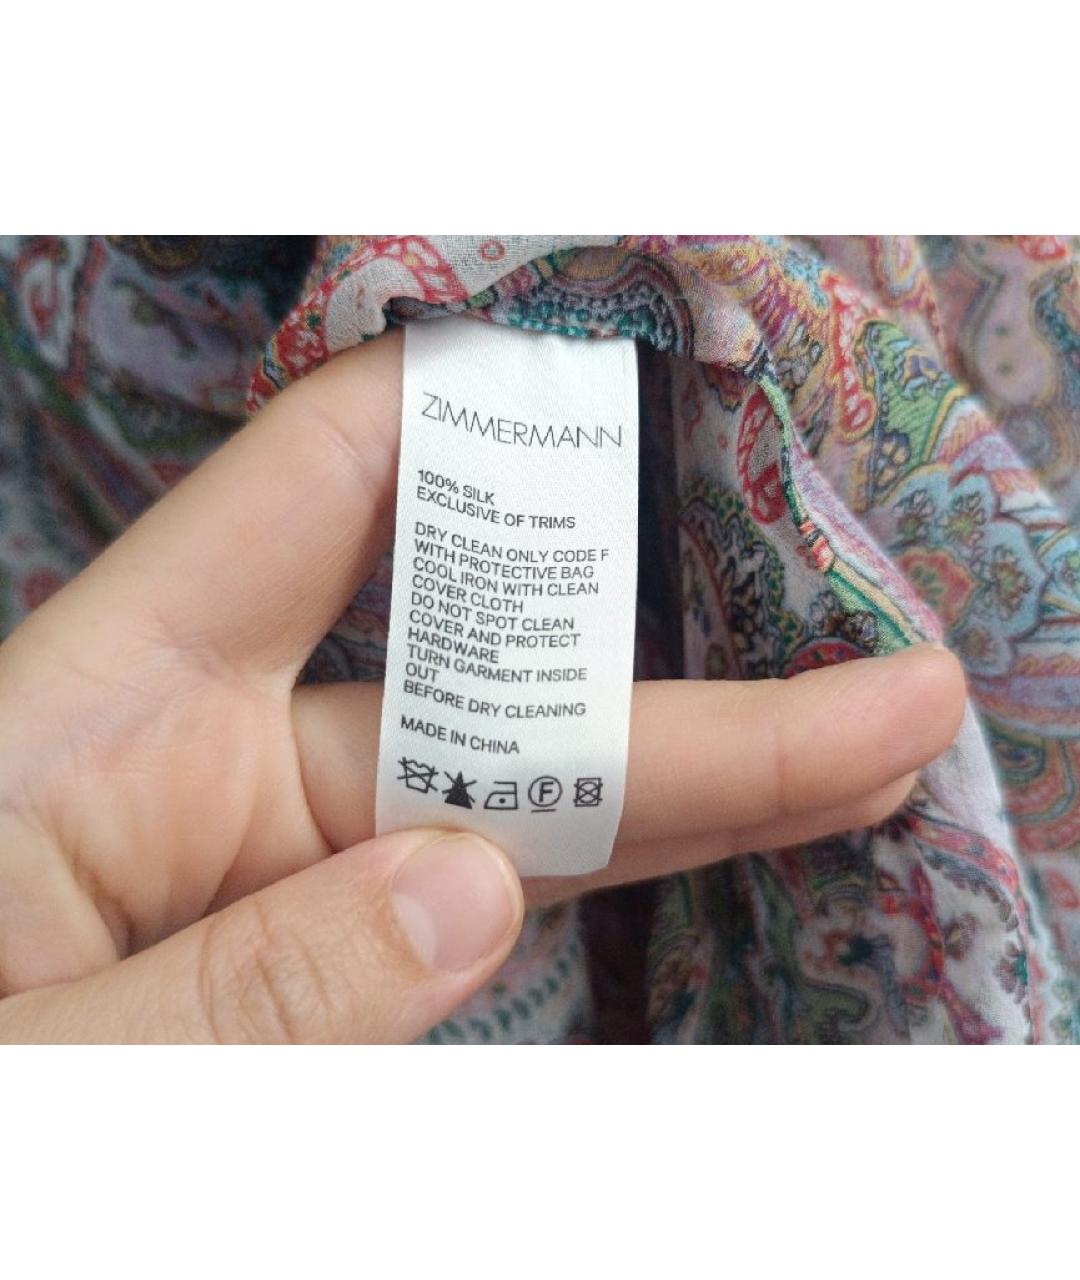 ZIMMERMANN
100% SILK
EXCLUSIVE OF TRIMS
DRY CLEAN ONLY CODE F
WITH PROTECTIVE BAG
COOL IRON WITH CLEAN
COVER CLOTH
DO NOT SPOT CLEAN
COVER AND PROTECT
HARDWARE
TURN GARMENT INSIDE
OUT
BEFORE DRY CLEANING
MADE IN CHINA
F